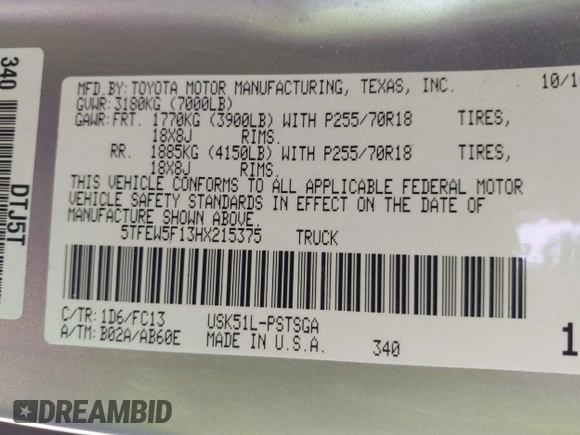 340
DTJ5T
MFD.BY:TOYOTA MOTOR MANUFACTURING, TEXAS, INC. 10/1
GVWR:3180KG (7000LB)
GAWR:FRT. 1770KG (3900LB) WITH P255/70R18 TIRES,
18X8J RIMS.
RR. 1885KG (4150LB) WITH P255/70R18 TIRES,
18X8J RIMS.
THIS VEHICLE CONFORMS TO ALL APPLICABLE FEDERAL MOTOR
VEHICLE SAFETY STANDARDS IN EFFECT ON THE DATE OF
MANUFACTURE SHOWN ABOVE.
5TFEW5F13HX215375 TRUCK
C/TR:1D6/FC13 USK51L-PSTSGA
A/TM:B02A/AB60E MADE IN U.S.A. 340
1
DREAMBID